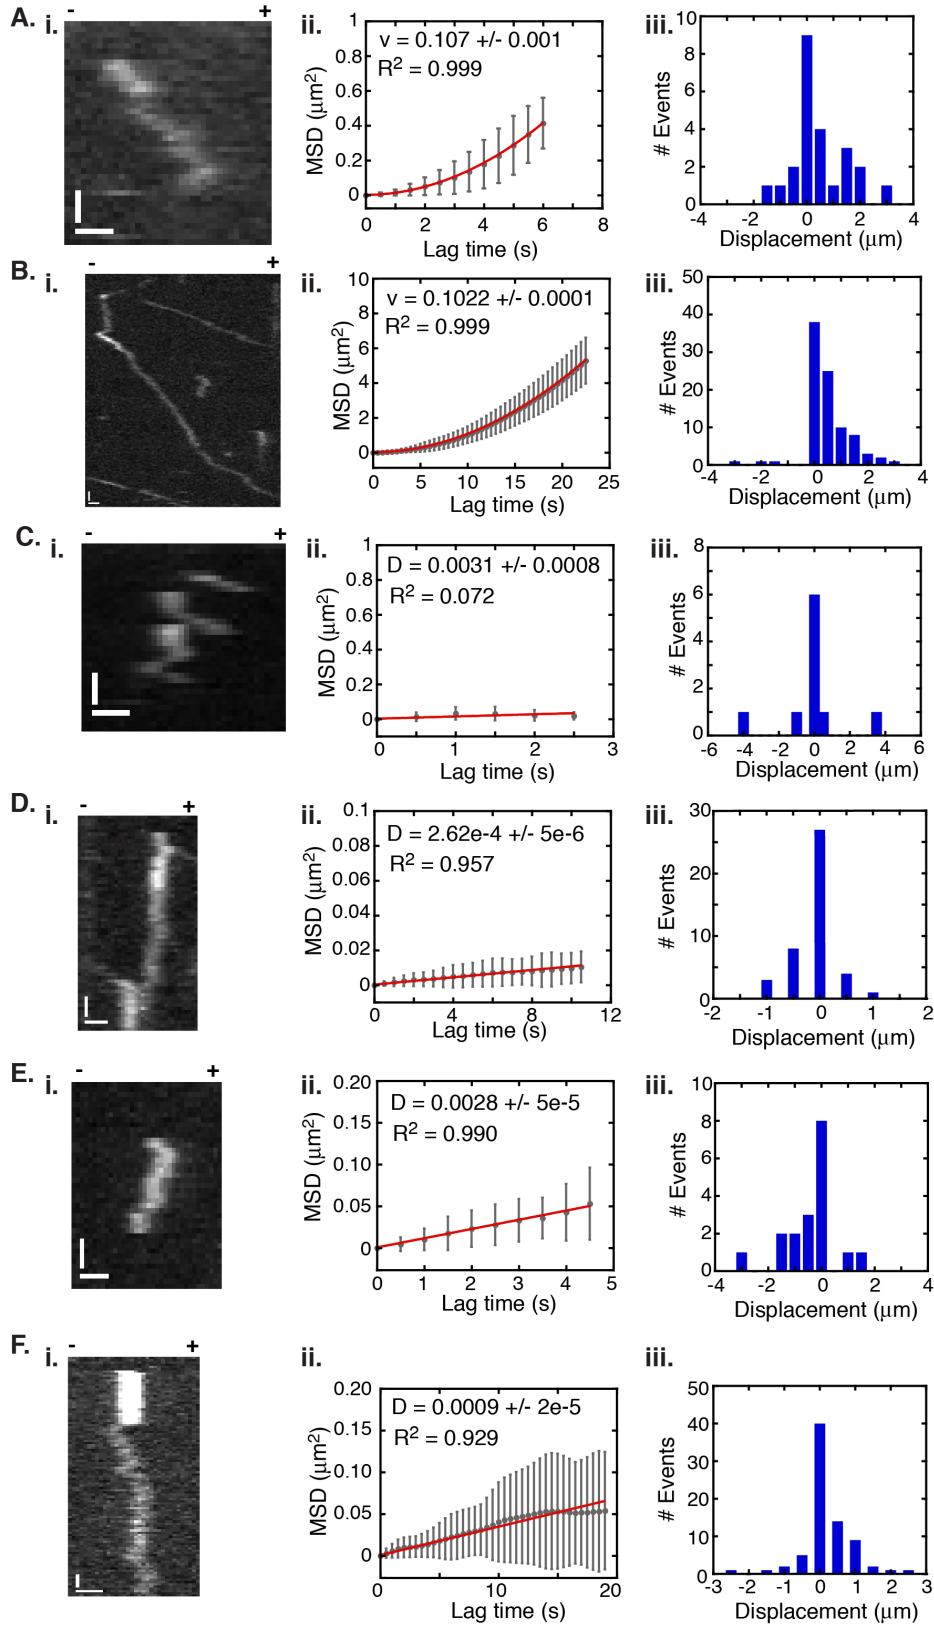 A.
i.
- +
ii.
v = 0.107 +/- 0.001
R2 = 0.999
MSD (μm2)
1
0.8
0.6
0.4
0.2
0
0 2 4 6 8
Lag time (s)
iii.
# Events
10
8
6
4
2
0
-4 -2 0 2 4
Displacement (μm)
B.
i.
- +
ii.
v = 0.1022 +/- 0.0001
R2 = 0.999
MSD (μm2)
10
8
6
4
2
0
0 5 10 15 20 25
Lag time (s)
iii.
# Events
50
40
30
20
10
0
-4 -2 0 2 4
Displacement (μm)
C.
i.
- +
ii.
D = 0.0031 +/- 0.0008
R2 = 0.072
MSD (μm2)
1
0.8
0.6
0.4
0.2
0
0 1 2 3
Lag time (s)
iii.
# Events
8
6
4
2
0
-6 -4 -2 0 2 4 6
Displacement (μm)
D.
i.
- +
ii.
D = 2.62e-4 +/- 5e-6
R2 = 0.957
MSD (μm2)
0.1
0.08
0.06
0.04
0.02
0
0 4 8 12
Lag time (s)
iii.
# Events
30
20
10
0
-2 -1 0 1 2
Displacement (μm)
E.
i.
- +
ii.
D = 0.0028 +/- 5e-5
R2 = 0.990
MSD (μm2)
0.20
0.15
0.10
0.05
0
0 1 2 3 4 5
Lag time (s)
iii.
# Events
10
8
6
4
2
0
-4 -2 0 2 4
Displacement (μm)
F.
i.
- +
ii.
D = 0.0009 +/- 2e-5
R2 = 0.929
MSD (μm2)
0.20
0.15
0.10
0.05
0
0 10 20
Lag time (s)
iii.
# Events
50
40
30
20
10
0
-3 -2 -1 0 1 2 3
Displacement (μm)